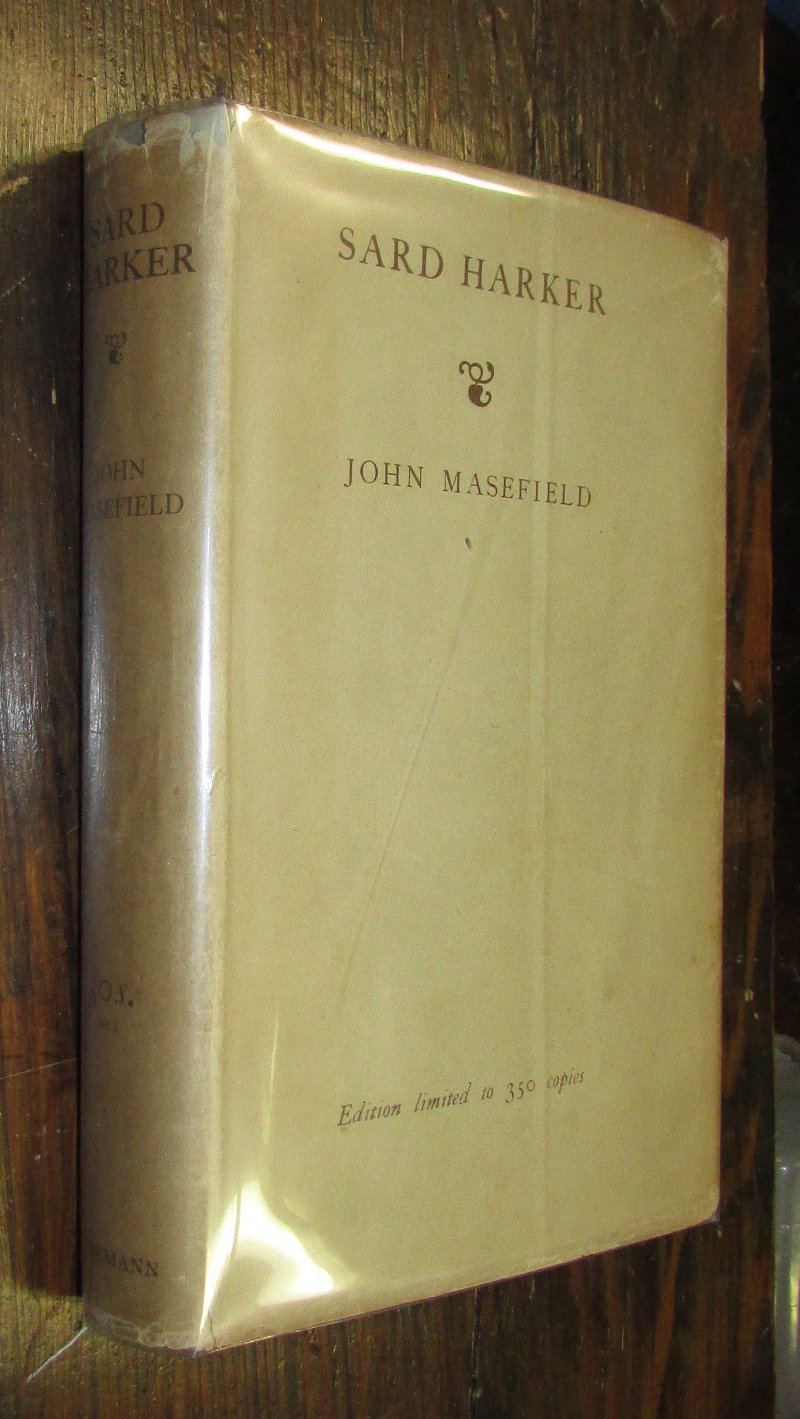 SARD HARKER
JOHN MASEFIELD
Edition limited to 350 copies
SARD
HARKER
JOHN
MASEFIELD